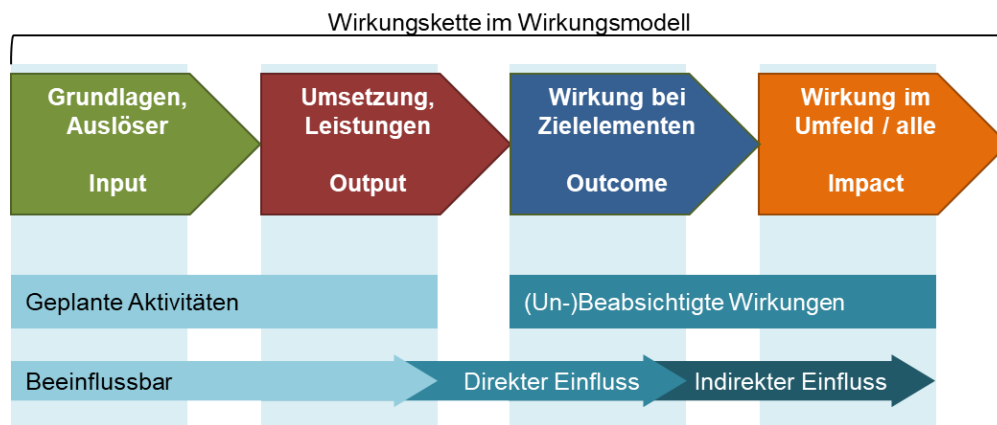 Wirkungskette im Wirkungsmodell
Grundlagen,
Auslöser
Input
Umsetzung,
Leistungen
Output
Wirkung bei
Zielelementen
Outcome
Wirkung im
Umfeld / alle
Impact
Geplante Aktivitäten
(Un-)Beabsichtigte Wirkungen
Beeinflussbar
Direkter Einfluss
Indirekter Einfluss